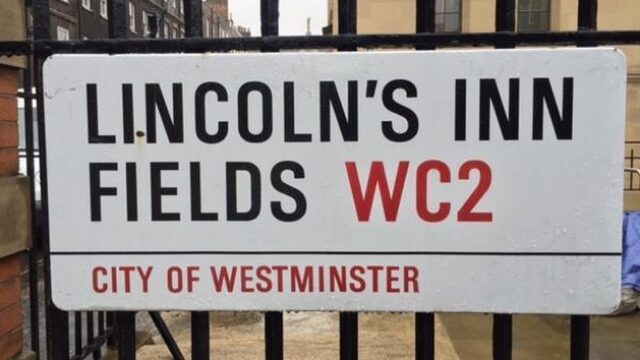 LINCOLN'S INN
FIELDS WC2
CITY OF WESTMINSTER